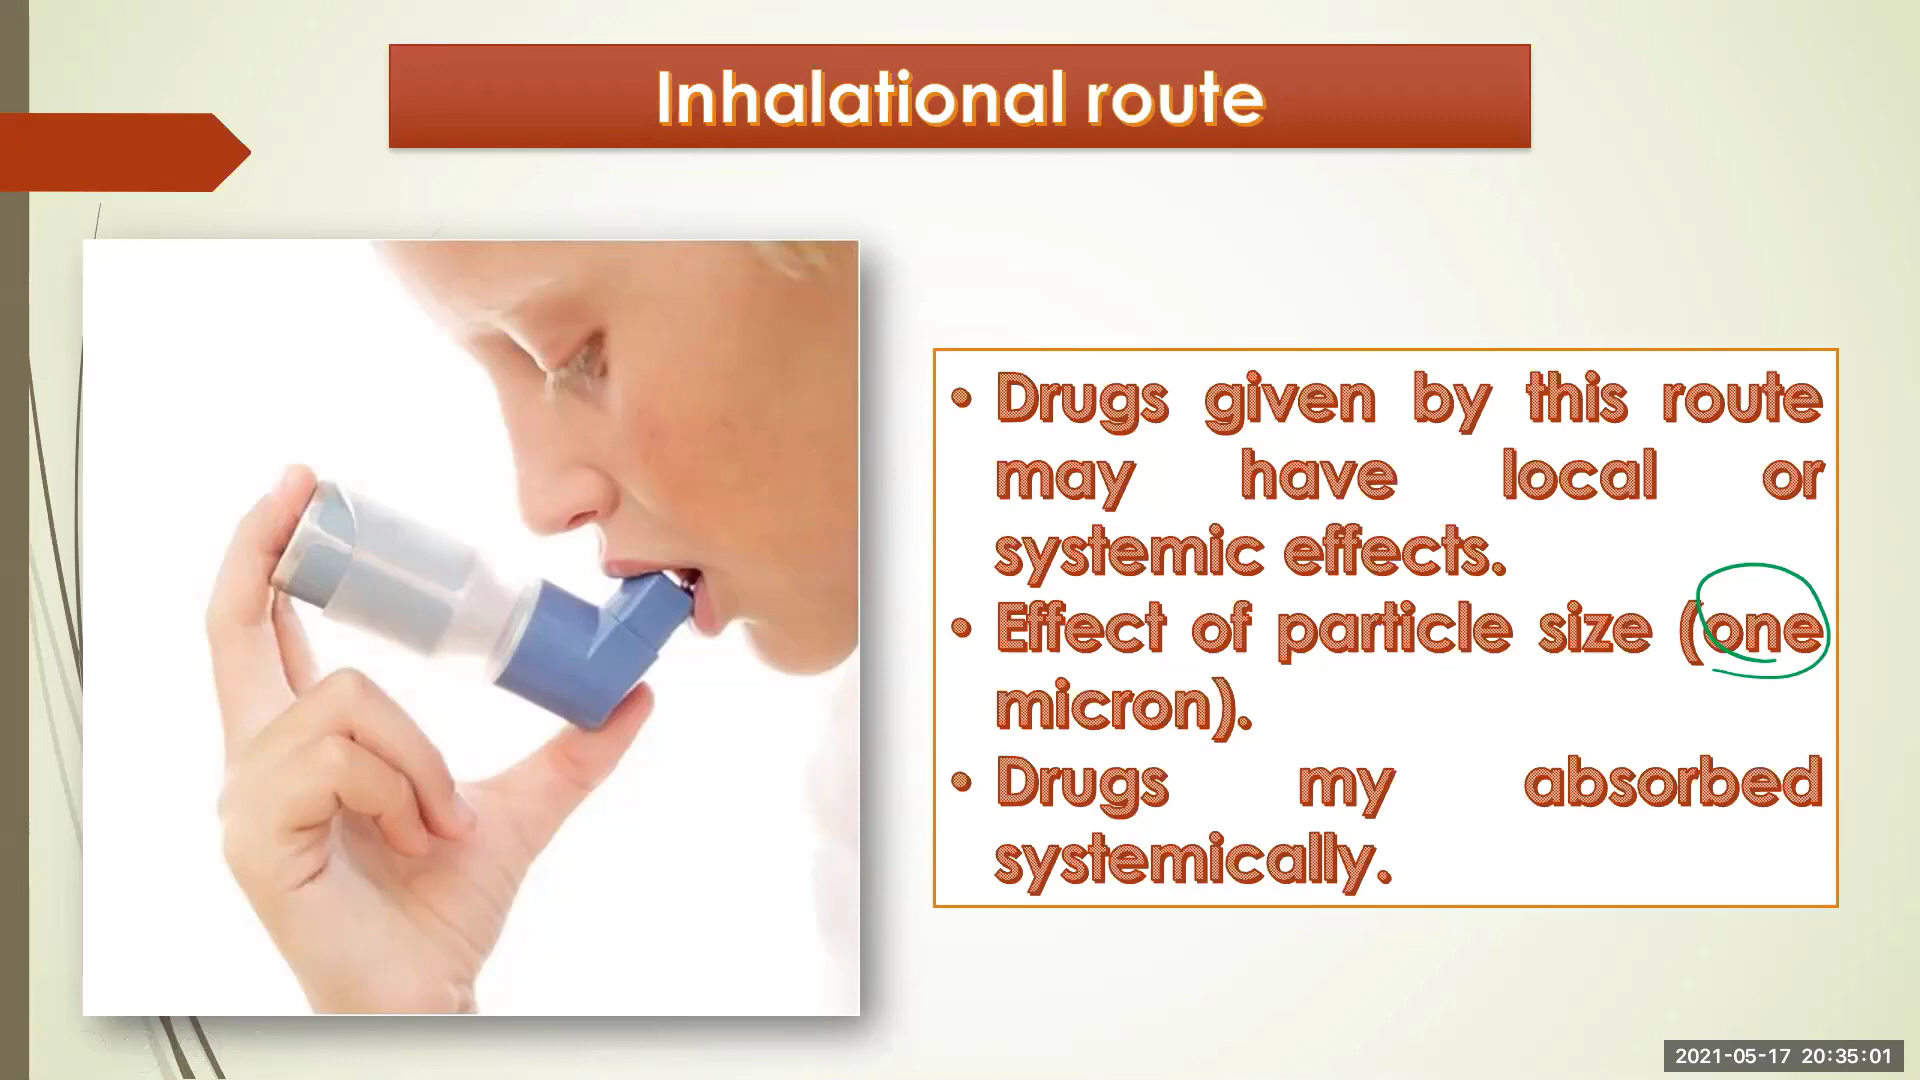 Inhalational route
• Drugs given by this route
may have local or
systemic effects.
• Effect of particle size (one
micron).
• Drugs my absorbed
systemically.
2021-05-17 20:35:01